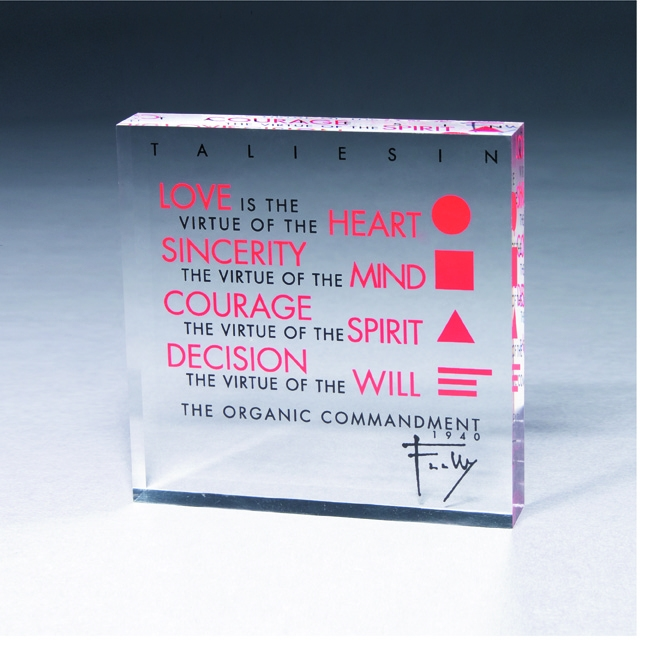 TALIESIN
LOVE IS THE
VIRTUE OF THE HEART
SINCERITY
THE VIRTUE OF THE MIND
COURAGE
THE VIRTUE OF THE SPIRIT
DECISION
THE VIRTUE OF THE WILL
THE ORGANIC COMMANDMENT
1940